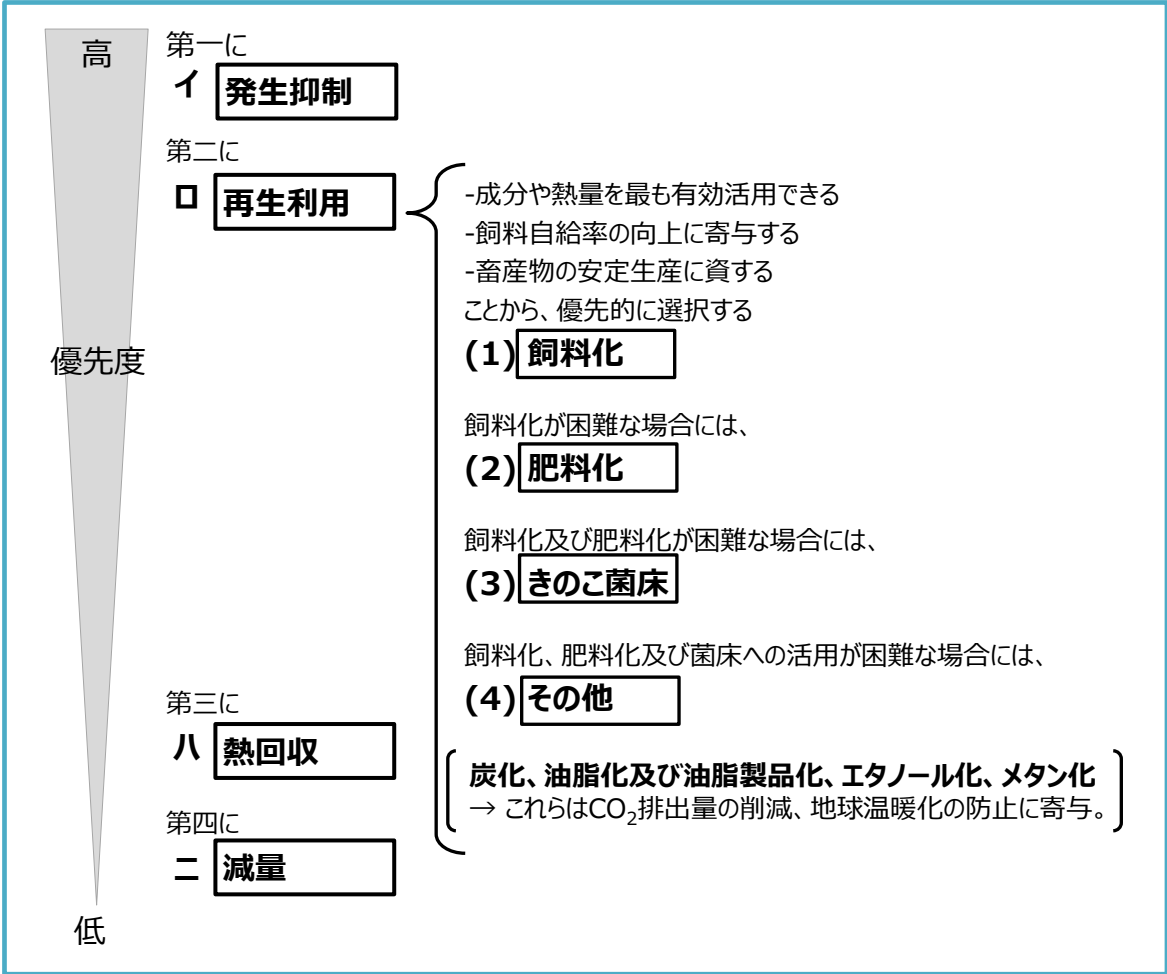 高
優先度
低
第一に
イ 発生抑制
第二に
ロ 再生利用
-成分や熱量を最も有効活用できる
-飼料自給率の向上に寄与する
-畜産物の安定生産に資する
ことから、優先的に選択する
(1) 飼料化
飼料化が困難な場合には、
(2) 肥料化
飼料化及び肥料化が困難な場合には、
(3) きのこ菌床
飼料化、肥料化及び菌床への活用が困難な場合には、
(4) その他
炭化、油脂化及び油脂製品化、エタノール化、メタン化
→ これらはCO₂排出量の削減、地球温暖化の防止に寄与。
第三に
ハ 熱回収
第四に
ニ 減量